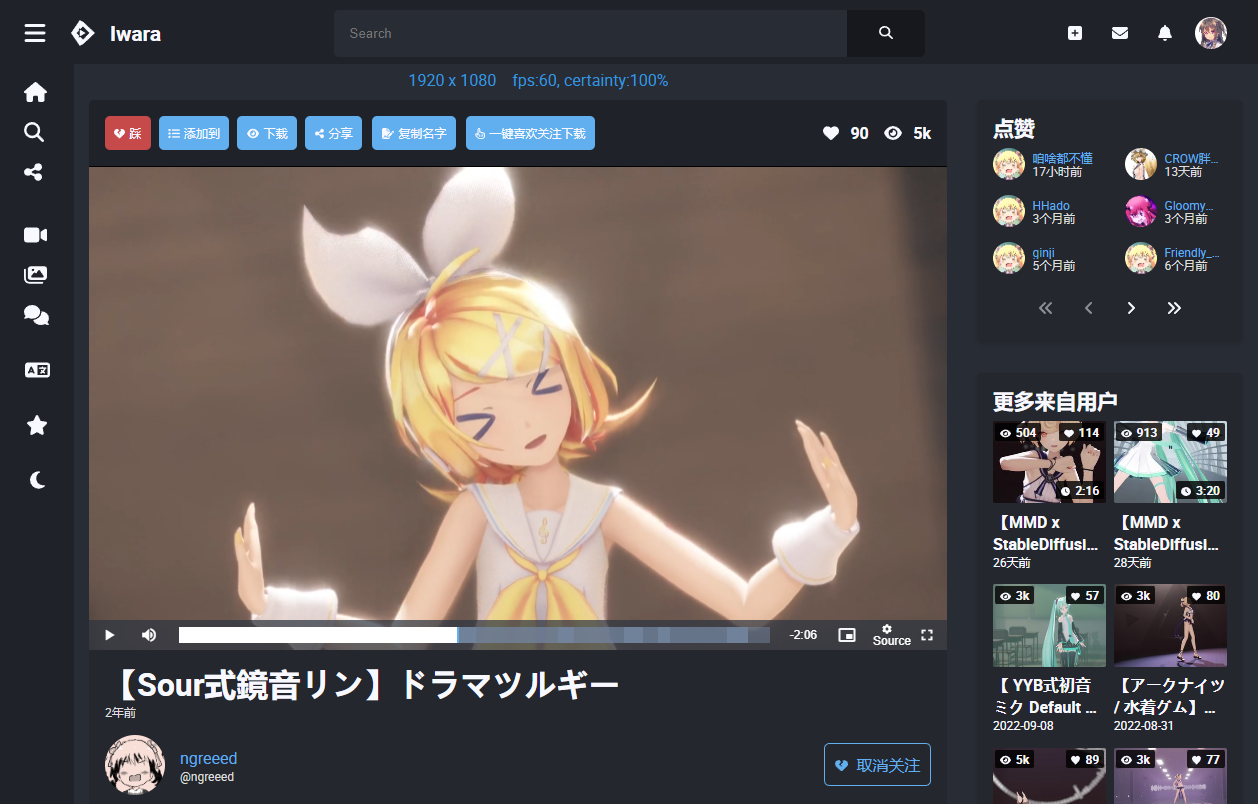 Iwara
Search
1920 x 1080 fps:60, certainty:100%
踩
添加到
下载
分享
复制名字
一键喜欢关注下载
90
5k
-2:06
Source
【Sour式鏡音リン】ドラマツルギー
2年前
ngreeed
@ngreeed
取消关注
点赞
咱啥都不懂
17小时前
CROW胖...
13天前
HHado
3个月前
Gloomy...
3个月前
ginji
5个月前
Friendly_...
6个月前
更多来自用户
504
114
2:16
【MMD x
StableDiffusi...
26天前
913
49
3:20
【MMD x
StableDiffusi...
28天前
3k
57
【 YYB式初音
ミク Default ...
2022-09-08
3k
80
【アークナイツ
/ 水着グム】...
2022-08-31
5k
89
3k
77